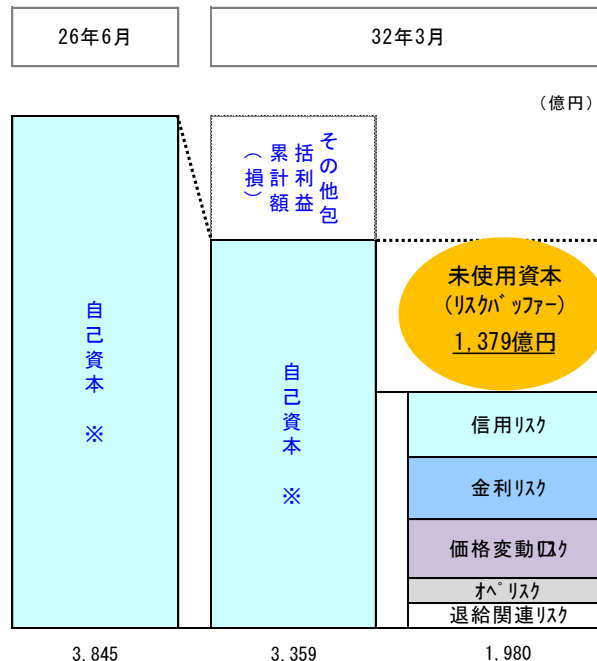 26年6月
32年3月
（億円）
その他包
括利益
累計額
（損）
未使用資本
（ﾘｽｸﾊﾞｯﾌｧｰ）
1,379億円
自己資本 ※
自己資本 ※
信用ﾘｽｸ
金利ﾘｽｸ
価格変動ﾘｽｸ
ｵﾍﾟﾘｽｸ
退給関連ﾘｽｸ
3.845
3.359
1.980